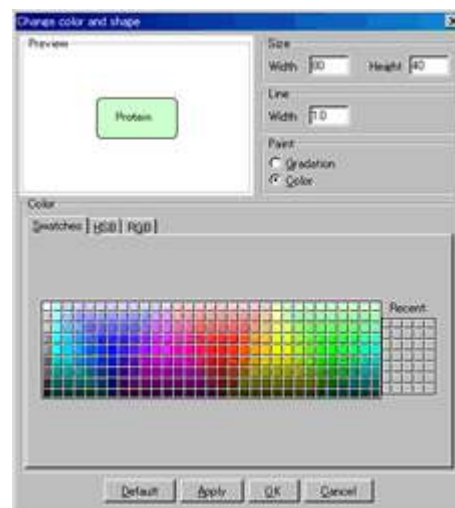 Change color and shape
Preview
Protein
Size
Width Height 40
Line
Width 1.0
Paint
Gradation
Color
Color
Swatches HSB RGB
Recent:
Default Apply OK Cancel